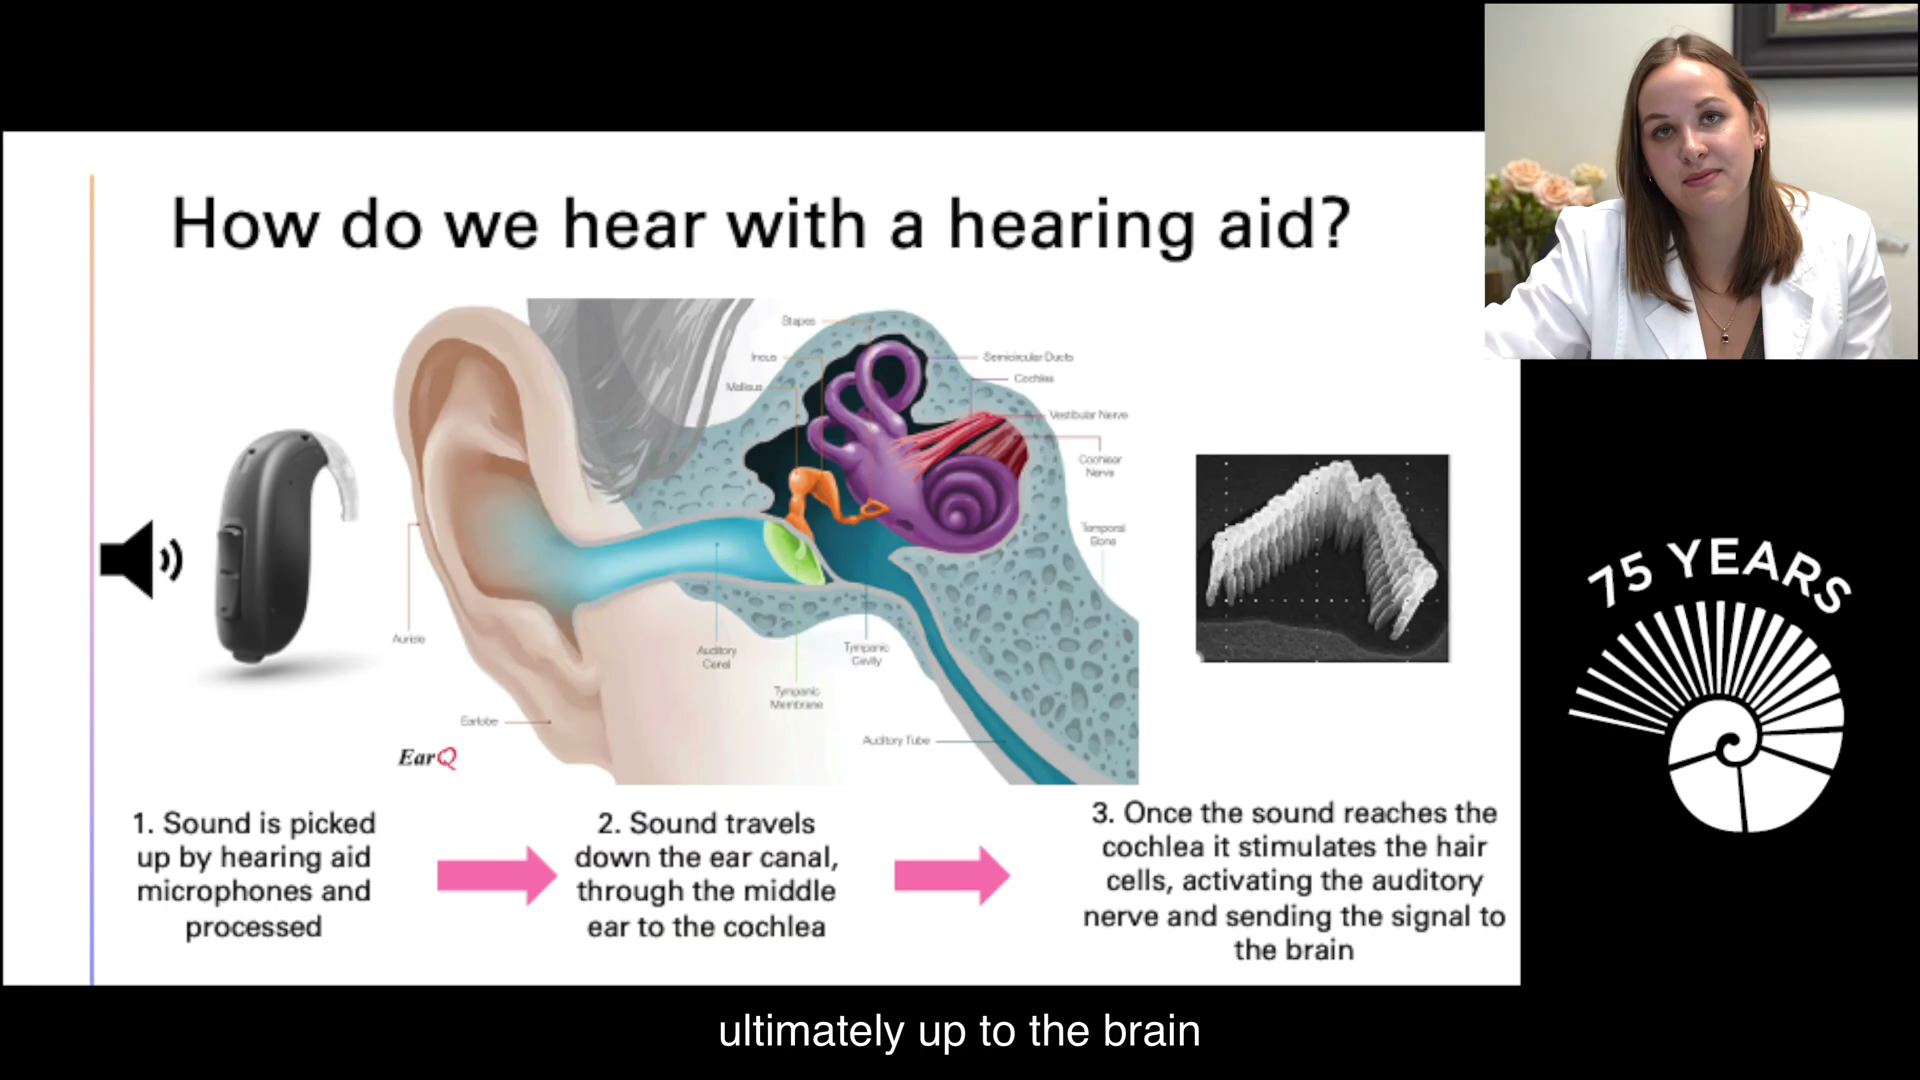 How do we hear with a hearing aid?
Stapes
Incus
Malleus
Semicircular Ducts
Cochlea
Vestibular Nerve
Cochlear
Nerve
Temporal
Bone
Auricle
Auditory
Canal
Tympanic
Cavity
Tympanic
Membrane
Earlobe
Auditory Tube
EarQ
1. Sound is picked
up by hearing aid
microphones and
processed
2. Sound travels
down the ear canal,
through the middle
ear to the cochlea
3. Once the sound reaches the
cochlea it stimulates the hair
cells, activating the auditory
nerve and sending the signal to
the brain
75 YEARS
ultimately up to the brain